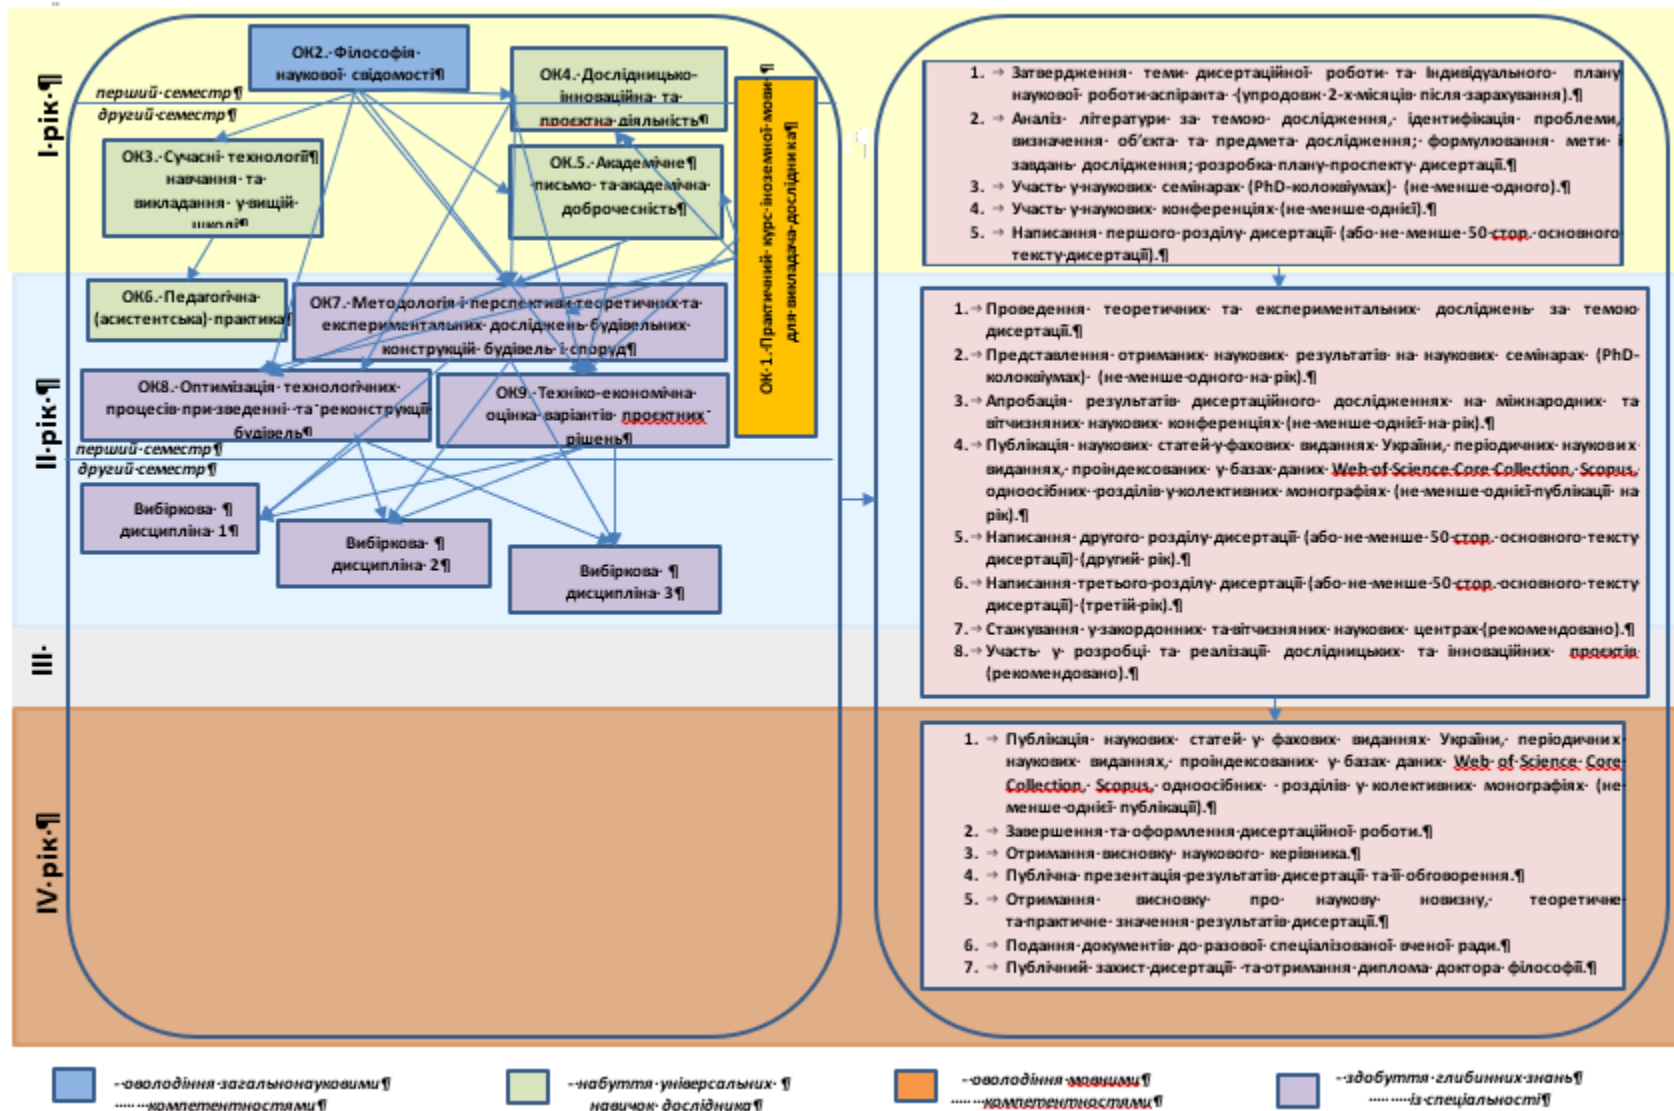 І рік
ІІ рік
ІІІ
IV рік
ОК2. Філософія
наукової свідомості
перший семестр
другий семестр
ОК4. Дослідницько-
інноваційна та
проєктна діяльність
ОК3. Сучасні технології
навчання та
викладання у вищій
школі
ОК.5. Академічне
письмо та академічна
доброчесність
ОК 1. Практичний курс іноземної мови
для викладача-дослідника
ОК6. Педагогічна
(асистентська) практика
ОК7. Методологія і перспективи теоретичних та
експериментальних досліджень будівельних
конструкцій будівель і споруд
ОК8. Оптимізація технологічних
процесів при зведенні та реконструкції
будівель
ОК9. Техніко-економічна
оцінка варіантів проєктних
рішень
перший семестр
другий семестр
Вибіркова
дисципліна 1
Вибіркова
дисципліна 2
Вибіркова
дисципліна 3
1. Затвердження теми дисертаційної роботи та Індивідуального плану
наукової роботи аспіранта (упродовж 2-х місяців після зарахування).
2. Аналіз літератури за темою дослідження, ідентифікація проблеми,
визначення об’єкта та предмета дослідження; формулювання мети і
завдань дослідження; розробка плану-проспекту дисертації.
3. Участь у наукових семінарах (PhD-колоквіумах) (не менше одного).
4. Участь у наукових конференціях (не менше однієї).
5. Написання першого розділу дисертації (або не менше 50 стор. основного
тексту дисертації).
1. Проведення теоретичних та експериментальних досліджень за темою
дисертації.
2. Представлення отриманих наукових результатів на наукових семінарах (PhD-
колоквіумах) (не менше одного на рік).
3. Апробація результатів дисертаційного дослідженнях на міжнародних та
вітчизняних наукових конференціях (не менше однієї на рік).
4. Публікація наукових статей у фахових виданнях України, періодичних наукових
виданнях, проіндексованих у базах даних Web of Science Core Collection, Scopus,
одноосібних розділів у колективних монографіях (не менше однієї публікації на
рік).
5. Написання другого розділу дисертації (або не менше 50 стор. основного тексту
дисертації) (другий рік).
6. Написання третього розділу дисертації (або не менше 50 стор. основного тексту
дисертації) (третій рік).
7. Стажування у закордонних та вітчизняних наукових центрах (рекомендовано).
8. Участь у розробці та реалізації дослідницьких та інноваційних проєктів
(рекомендовано).
1. Публікація наукових статей у фахових виданнях України, періодичних
наукових виданнях, проіндексованих у базах даних Web of Science Core
Collection, Scopus, одноосібних розділів у колективних монографіях (не
менше однієї публікації).
2. Завершення та оформлення дисертаційної роботи.
3. Отримання висновку наукового керівника.
4. Публічна презентація результатів дисертації та її обговорення.
5. Отримання висновку про наукову новизну, теоретичне
та практичне значення результатів дисертації.
6. Подання документів до разової спеціалізованої вченої ради.
7. Публічний захист дисертації та отримання диплома доктора філософії.
- оволодіння загальнонауковими
компетентностями
- набуття універсальних
навичок дослідника
- оволодіння мовними
компетентностями
- здобуття глибинних знань
із спеціальності